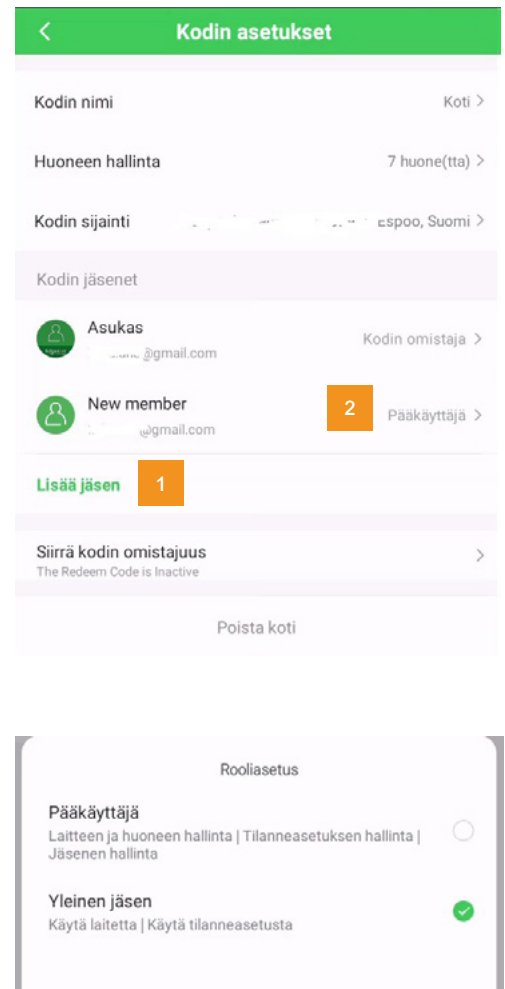 Kodin asetukset
Kodin nimi Koti
Huoneen hallinta 7 huone(tta)
Kodin sijainti Espoo, Suomi
Kodin jäsenet
Asukas
@gmail.com Kodin omistaja
New member
@gmail.com 2 Pääkäyttäjä
Lisää jäsen 1
Siirrä kodin omistajuus
The Redeem Code is Inactive
Poista koti
Rooliasetus
Pääkäyttäjä
Laitteen ja huoneen hallinta | Tilanneasetuksen hallinta |
Jäsenen hallinta
Yleinen jäsen
Käytä laitetta | Käytä tilanneasetusta